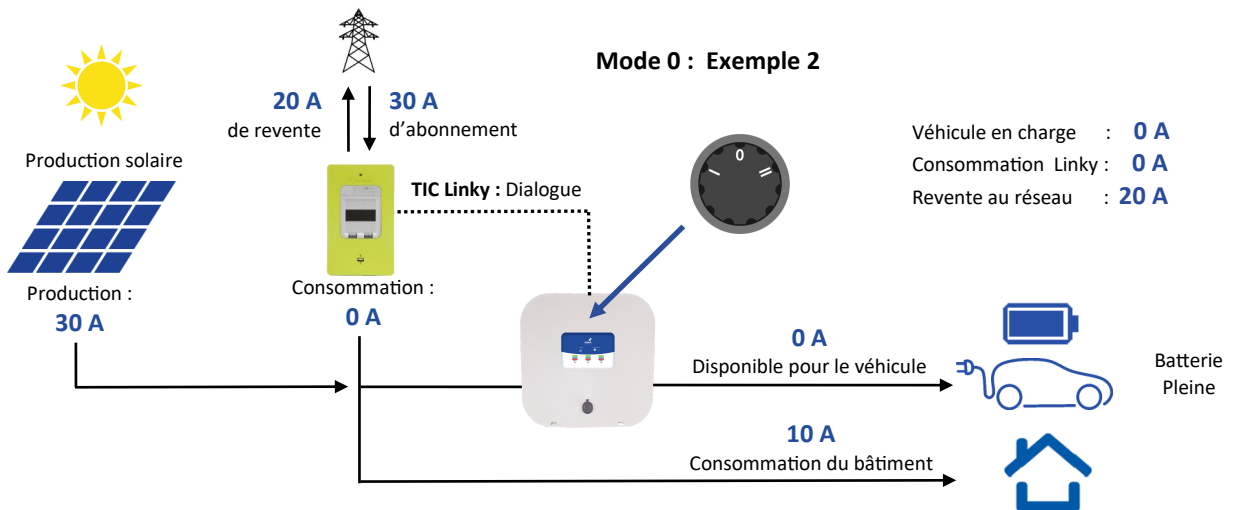 Mode 0 : Exemple 2
20 A
de revente
30 A
d’abonnement
Production solaire
TIC Linky : Dialogue
0
I
II
Véhicule en charge : 0 A
Consommation Linky : 0 A
Revente au réseau : 20 A
Production :
30 A
Consommation :
0 A
0 A
Disponible pour le véhicule
Batterie
Pleine
10 A
Consommation du bâtiment